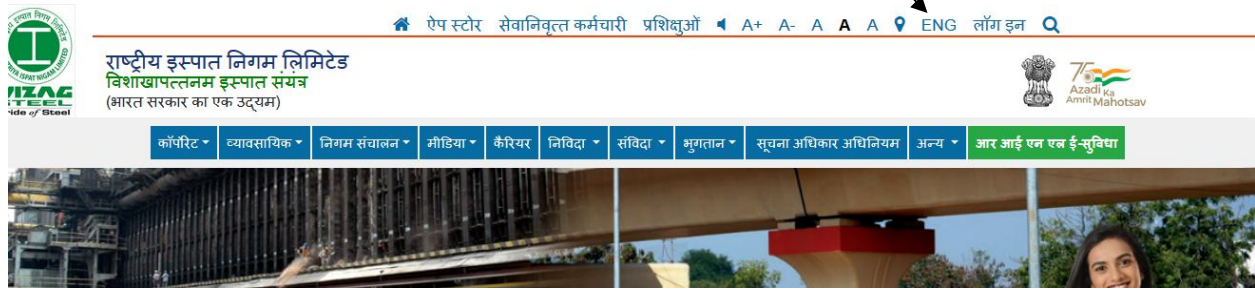 ऐप स्टोर सेवानिवृत्त कर्मचारी प्रशिक्षुओं A+ A- A A A ENG लॉग इन
राष्ट्रीय इस्पात निगम लिमिटेड
विशाखापत्तनम इस्पात संयंत्र
(भारत सरकार का एक उद्यम)
VIZAG
STEEL
Pride of Steel
75
Azadi Ka
Amrit Mahotsav
कॉर्पोरेट व्यावसायिक निगम संचालन मीडिया कैरियर निविदा संविदा भुगतान सूचना अधिकार अधिनियम अन्य आर आई एन एल ई-सुविधा